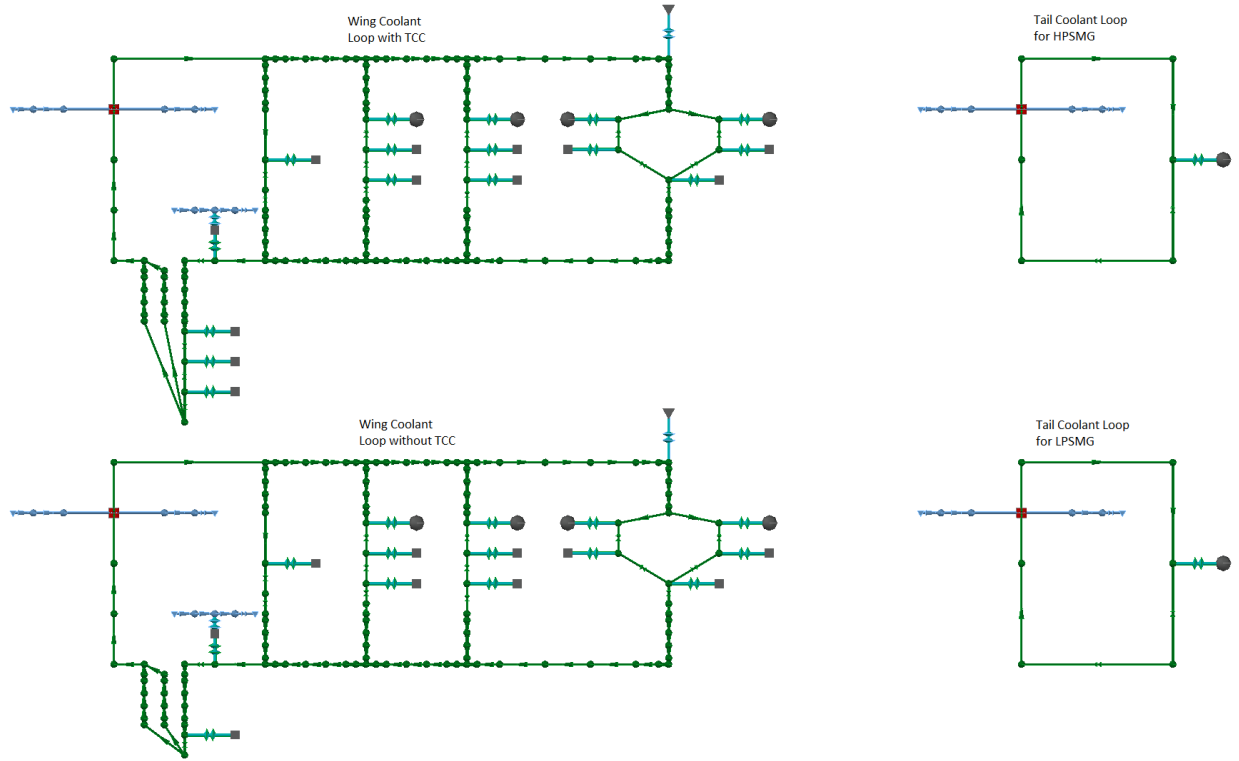 Wing Coolant
Loop with TCC
Tail Coolant Loop
for HPSMG
Wing Coolant
Loop without TCC
Tail Coolant Loop
for LPSMG